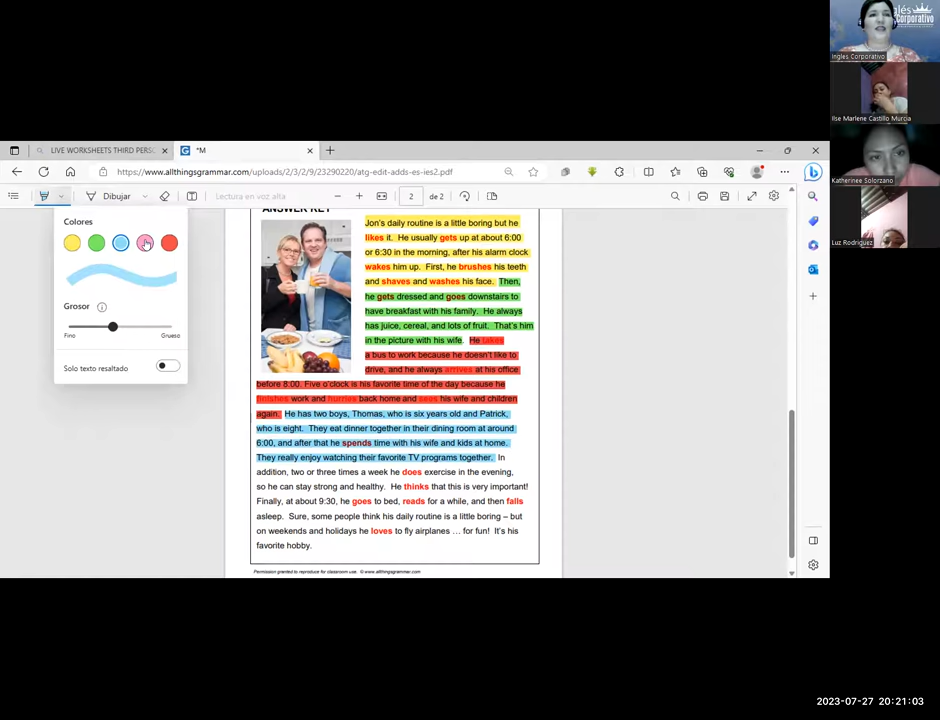 LIVE WORKSHEETS THIRD PERS
*M
https://www.allthingsgrammar.com/uploads/2/3/2/9/23290220/atg-edit-adds-es-ies2.pdf
Dibujar
Lectura en voz alta
2
de 2
Colores
Grosor
Fino
Grueso
Solo texto resaltado
ANSWER KEY
Jon's daily routine is a little boring but he
likes it. He usually gets up at about 6:00
or 6:30 in the morning, after his alarm clock
wakes him up. First, he brushes his teeth
and shaves and washes his face. Then,
he gets dressed and goes downstairs to
have breakfast with his family. He always
has juice, cereal, and lots of fruit. That's him
in the picture with his wife. He takes
a bus to work because he doesn't like to
drive, and he always arrives at his office
before 8:00. Five o'clock is his favorite time of the day because he
finishes work and hurries back home and sees his wife and children
again. He has two boys, Thomas, who is six years old and Patrick,
who is eight. They eat dinner together in their dining room at around
6:00, and after that he spends time with his wife and kids at home.
They really enjoy watching their favorite TV programs together. In
addition, two or three times a week he does exercise in the evening,
so he can stay strong and healthy. He thinks that this is very important!
Finally, at about 9:30, he goes to bed, reads for a while, and then falls
asleep. Sure, some people think his daily routine is a little boring – but
on weekends and holidays he loves to fly airplanes … for fun! It's his
favorite hobby.
Permission granted to reproduce for classroom use. © www.allthingsgrammar.com
glés
Corporativo
Ingles Corporativo
Ilse Marlene Castillo Murcia
Katherinee Solorzano
Luz Rodriguez
2023-07-27 20:21:03